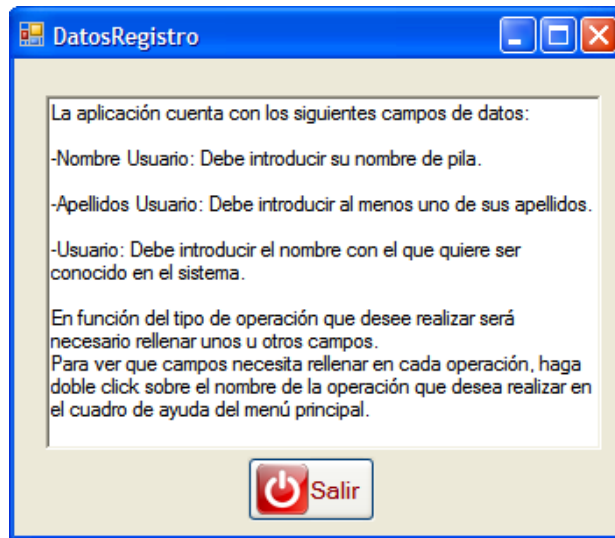 DatosRegistro
La aplicación cuenta con los siguientes campos de datos:
-Nombre Usuario: Debe introducir su nombre de pila.
-Apellidos Usuario: Debe introducir al menos uno de sus apellidos.
-Usuario: Debe introducir el nombre con el que quiere ser
conocido en el sistema.
En función del tipo de operación que desee realizar será
necesario rellenar unos u otros campos.
Para ver que campos necesita rellenar en cada operación, haga
doble click sobre el nombre de la operación que desea realizar en
el cuadro de ayuda del menú principal.
Salir